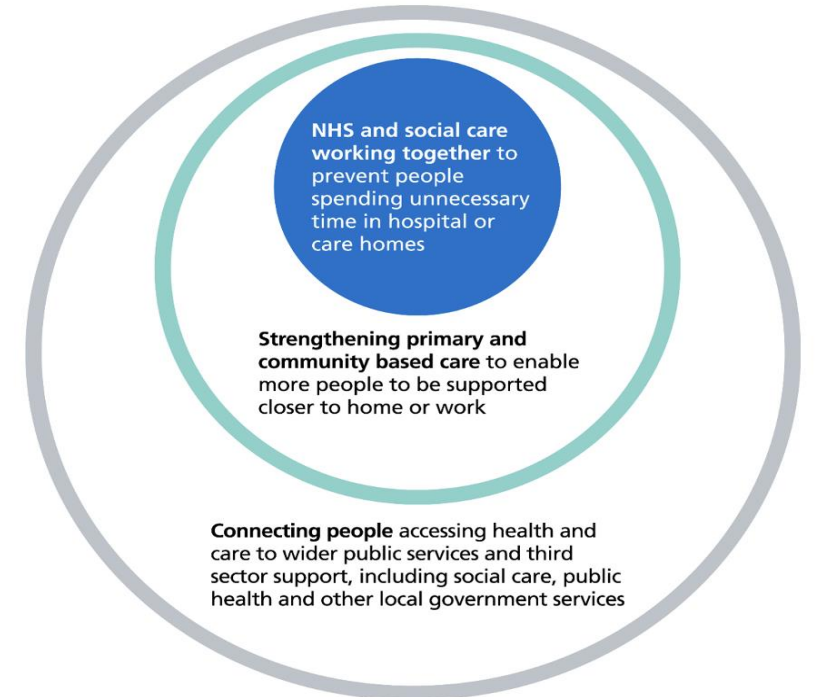 NHS and social care
working together to
prevent people
spending unnecessary
time in hospital or
care homes
Strengthening primary and
community based care to enable
more people to be supported
closer to home or work
Connecting people accessing health and
care to wider public services and third
sector support, including social care, public
health and other local government services